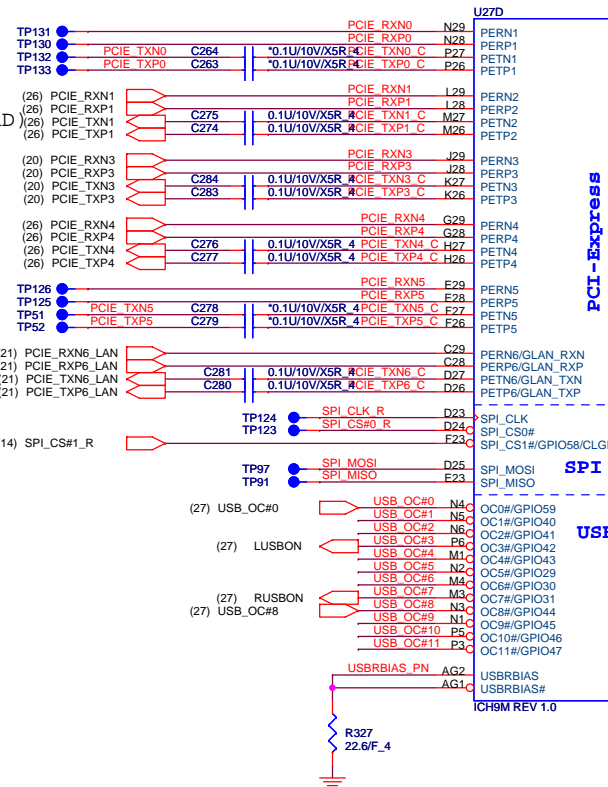 U27D
TP131 PCIE_RXN0 N29 PERN1
TP130 PCIE_RXP0 N28 PERP1
TP132 PCIE_TXN0 C264 *0.1U/10V/X5R_4 PCIE_TXN0_C P27 PETN1
TP133 PCIE_TXP0 C263 *0.1U/10V/X5R_4 PCIE_TXP0_C P26 PETP1
(26) PCIE_RXN1 PCIE_RXN1 L29 PERN2
(26) PCIE_RXP1 PCIE_RXP1 L28 PERP2
D) (26) PCIE_TXN1 C275 0.1U/10V/X5R_4 PCIE_TXN1_C M27 PETN2
(26) PCIE_TXP1 C274 0.1U/10V/X5R_4 PCIE_TXP1_C M26 PETP2
(20) PCIE_RXN3 PCIE_RXN3 J29 PERN3
(20) PCIE_RXP3 PCIE_RXP3 J28 PERP3
(20) PCIE_TXN3 C284 0.1U/10V/X5R_4 PCIE_TXN3_C K27 PETN3
(20) PCIE_TXP3 C283 0.1U/10V/X5R_4 PCIE_TXP3_C K26 PETP3
PCI-Express
(26) PCIE_RXN4 PCIE_RXN4 G29 PERN4
(26) PCIE_RXP4 PCIE_RXP4 G28 PERP4
(26) PCIE_TXN4 C276 0.1U/10V/X5R_4 PCIE_TXN4_C H27 PETN4
(26) PCIE_TXP4 C277 0.1U/10V/X5R_4 PCIE_TXP4_C H26 PETP4
TP126 PCIE_RXN5 E29 PERN5
TP125 PCIE_RXP5 E28 PERP5
TP51 PCIE_TXN5 C278 *0.1U/10V/X5R_4 PCIE_TXN5_C F27 PETN5
TP52 PCIE_TXP5 C279 *0.1U/10V/X5R_4 PCIE_TXP5_C F26 PETP5
21) PCIE_RXN6_LAN C29 PERN6/GLAN_RXN
21) PCIE_RXP6_LAN C28 PERP6/GLAN_RXP
21) PCIE_TXN6_LAN C281 0.1U/10V/X5R_4 PCIE_TXN6_C D27 PETN6/GLAN_TXN
21) PCIE_TXP6_LAN C280 0.1U/10V/X5R_4 PCIE_TXP6_C D26 PETP6/GLAN_TXP
TP124 SPI_CLK_R D23 SPI_CLK
TP123 SPI_CS#0_R D24 SPI_CS0#
14) SPI_CS#1_R F23 SPI_CS1#/GPIO58/CLG
SPI
TP97 SPI_MOSI D25 SPI_MOSI
TP91 SPI_MISO E23 SPI_MISO
(27) USB_OC#0 USB_OC#0 N4 OC0#/GPIO59
USB_OC#1 N5 OC1#/GPIO40
USB_OC#2 N6 OC2#/GPIO41
US
(27) LUSBON USB_OC#3 P6 OC3#/GPIO42
USB_OC#4 M1 OC4#/GPIO43
USB_OC#5 N2 OC5#/GPIO29
USB_OC#6 M4 OC6#/GPIO30
(27) RUSBON USB_OC#7 M3 OC7#/GPIO31
(27) USB_OC#8 USB_OC#8 N3 OC8#/GPIO44
USB_OC#9 N1 OC9#/GPIO45
USB_OC#10 P5 OC10#/GPIO46
USB_OC#11 P3 OC11#/GPIO47
USBRBIAS_PN AG2 USBRBIAS
AG1 USBRBIAS#
ICH9M REV 1.0
R327
22.6/F_4